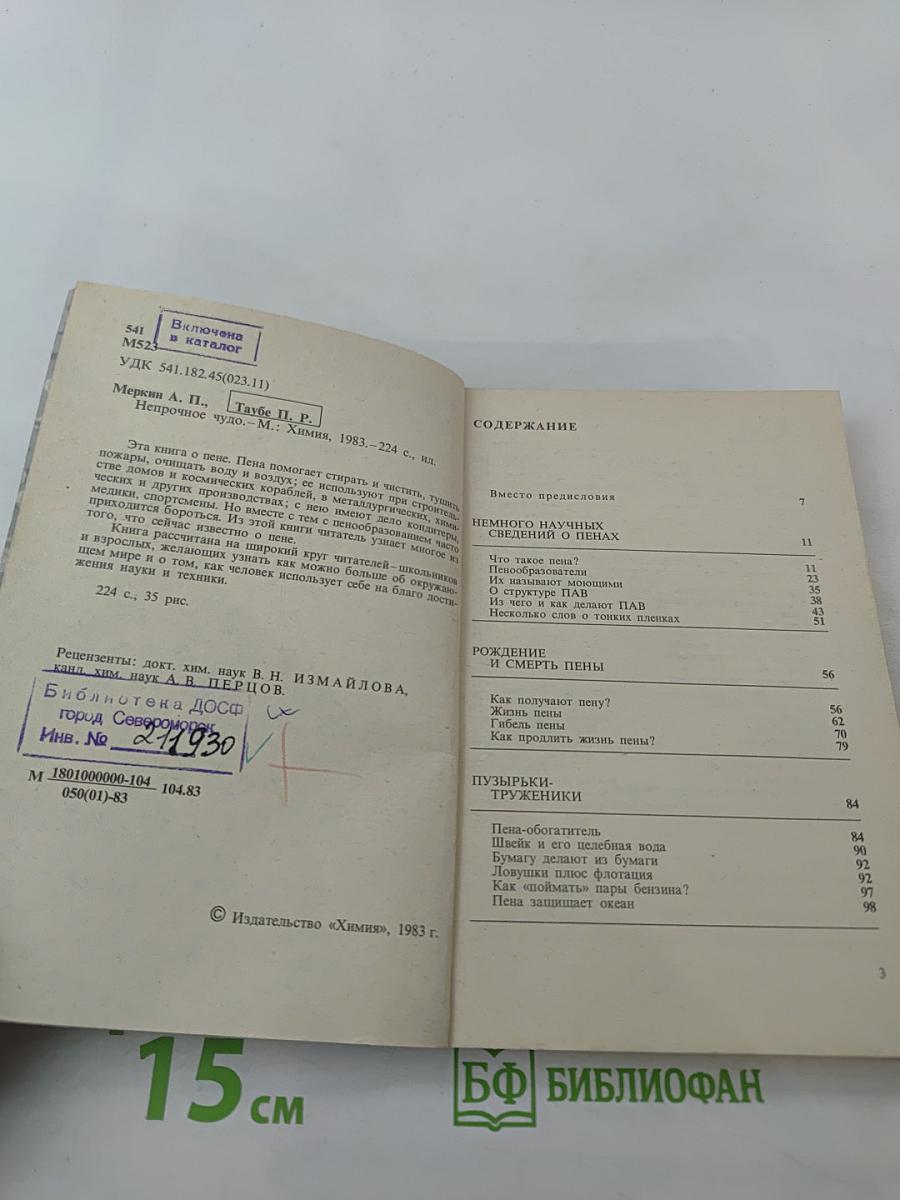 541
М523
Включена
в каталог
УДК 541.182.45(023.11)
Меркин А. П., Таубе П. Р.
Непрочное чудо. – М.: Химия, 1983. – 224 с., ил.
Эта книга о пене. Пена помогает стирать и чистить, тушить
пожары, очищать воду и воздух; ее используют при строитель-
стве домов и космических кораблей, в металлургических, хими-
ческих и других производствах; с нею имеют дело кондитеры,
медики, спортсмены. Но вместе с тем с пенообразованием часто
приходится бороться. Из этой книги читатель узнает многое из
того, что сейчас известно о пене.
Книга рассчитана на широкий круг читателей – школьников
и взрослых, желающих узнать как можно больше об окружаю-
щем мире и о том, как человек использует себе на благо дости-
жения науки и техники.
224 с., 35 рис.
Рецензенты: докт. хим. наук В. Н. ИЗМАЙЛОВА,
канд. хим. наук А. В. ПЕРЦОВ.
Библиотека ДОСФ
город Североморск
Инв. № 211930
М 1801000000-104 104.83
050(01)-83
© Издательство «Химия», 1983 г.
СОДЕРЖАНИЕ
Вместо предисловия 7
НЕМНОГО НАУЧНЫХ
СВЕДЕНИЙ О ПЕНАХ 11
Что такое пена? 11
Пенообразователи 23
Их называют моющими 35
О структуре ПАВ 38
Из чего и как делают ПАВ 43
Несколько слов о тонких пленках 51
РОЖДЕНИЕ
И СМЕРТЬ ПЕНЫ 56
Как получают пену? 56
Жизнь пены 62
Гибель пены 70
Как продлить жизнь пены? 79
ПУЗЫРЬКИ-
ТРУЖЕНИКИ 84
Пена-обогатитель 84
Швейк и его целебная вода 90
Бумагу делают из бумаги 92
Ловушки плюс флотация 92
Как «поймать» пары бензина? 97
Пена защищает океан 98
3
15 см
БФ БИБЛИОФАН